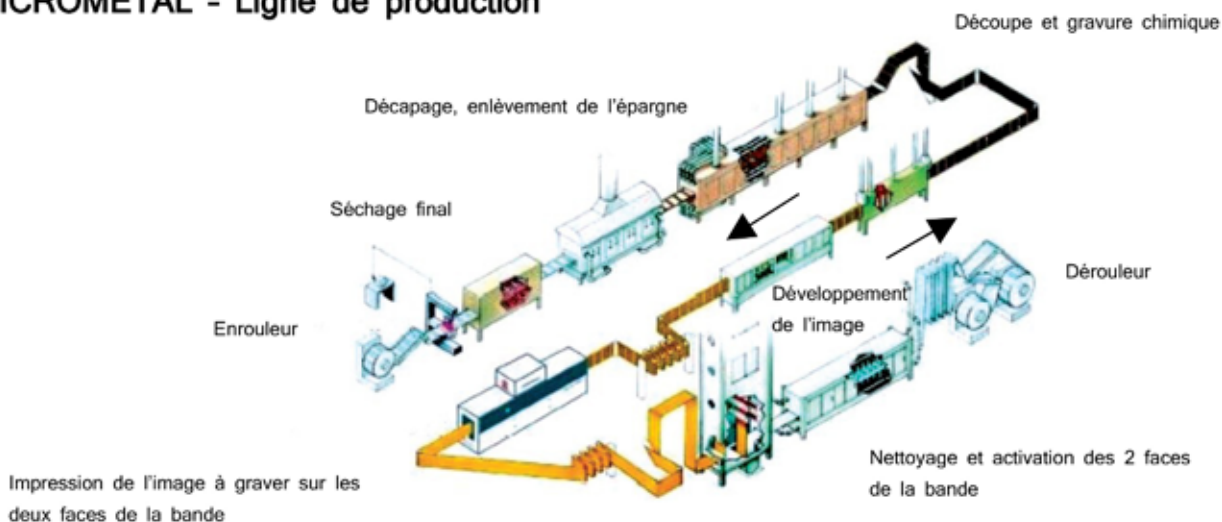 ICROMETAL - Ligne de production
Découpe et gravure chimique
Décapage, enlèvement de l'épargne
Séchage final
Dérouleur
Développement
de l'image
Enrouleur
Nettoyage et activation des 2 faces
de la bande
Impression de l'image à graver sur les
deux faces de la bande